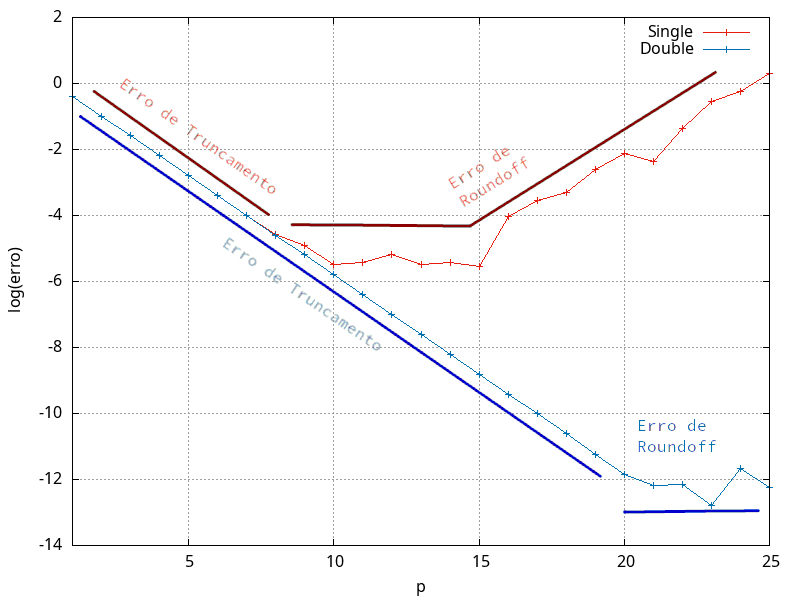 2
0
-2
-4
-6
-8
-10
-12
-14
5
10
15
20
25
log(erro)
p
Single
Double
Erro de Truncamento
Erro de
Roundoff
Erro de Truncamento
Erro de
Roundoff